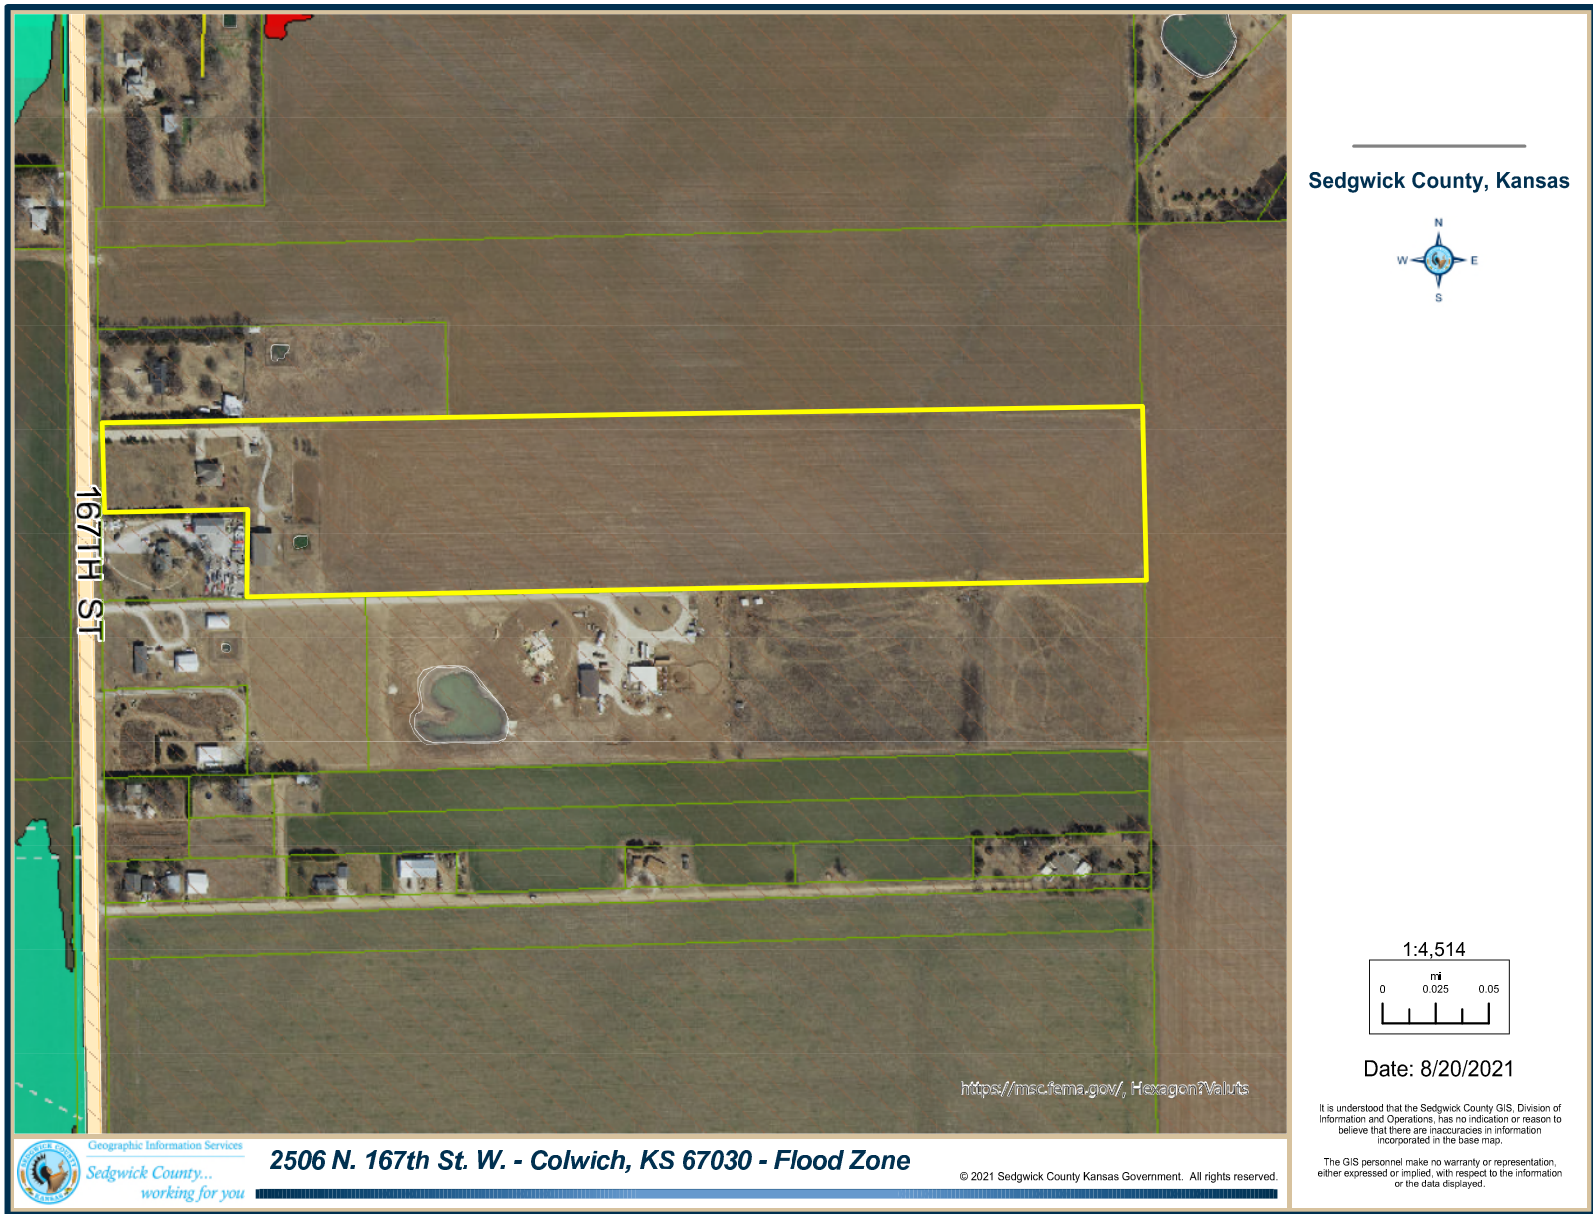 Sedgwick County, Kansas
N
W E
S
167TH ST
1:4,514
mi
0 0.025 0.05
Date: 8/20/2021
https://msc.fema.gov/, Hexagon?Valuts
It is understood that the Sedgwick County GIS, Division of
Information and Operations, has no indication or reason to
believe that there are inaccuracies in information
incorporated in the base map.
The GIS personnel make no warranty or representation,
either expressed or implied, with respect to the information
or the data displayed.
SEDGWICK COUNTY
KANSAS
Geographic Information Services
Sedgwick County...
working for you
2506 N. 167th St. W. - Colwich, KS 67030 - Flood Zone
© 2021 Sedgwick County Kansas Government. All rights reserved.